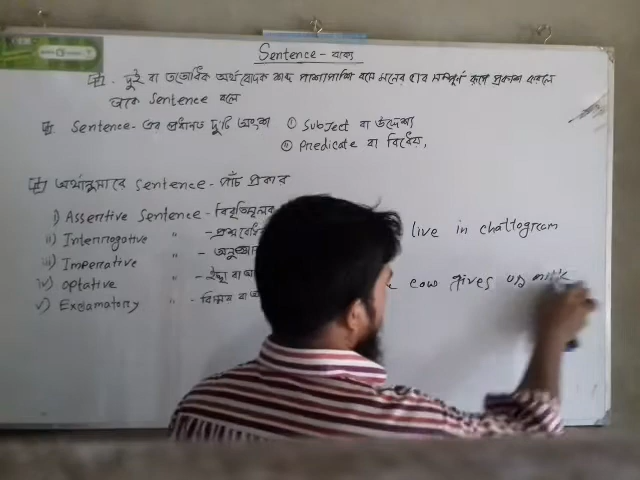 Sentence - বাক্য
দুই বা ততোধিক অর্থবোধক শব্দ পাশাপাশি বসে মনের ভাব সম্পূর্ণ রূপে প্রকাশ করলে
তাকে Sentence বলে
Sentence - এর প্রধানত দু'টি অংশ ① Subject বা উদ্দেশ্য
② Predicate বা বিধেয়,
অর্থানুসারে Sentence - পাঁচ প্রকার
i) Assertive Sentence - বিবৃতিমূলক
ii) Interrogative " - প্রশ্নবোধক
live in chattogram
iii) Imperative " -
iv) optative " - ইচ্ছা বা
cow gives us milk
v) Exclamatory " - বিস্ময় বা